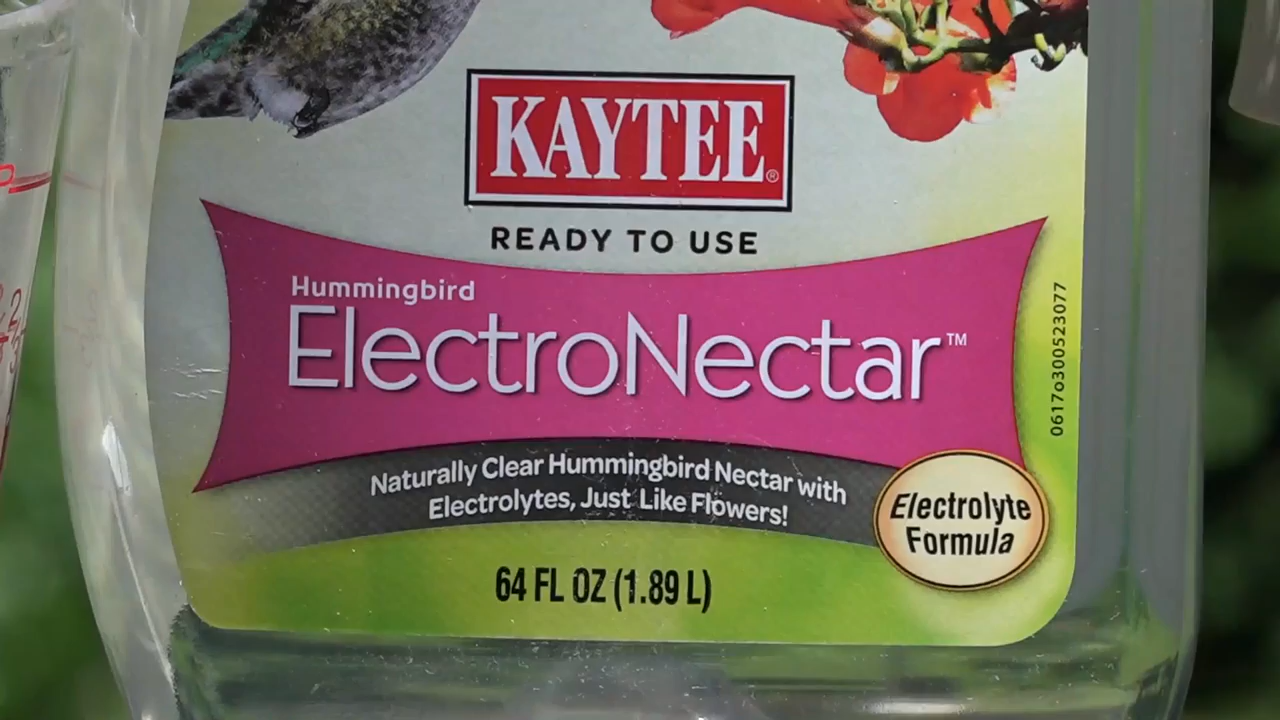 KAYTEE®
READY TO USE
Hummingbird
ElectroNectar™
Naturally Clear Hummingbird Nectar with
Electrolytes, Just Like Flowers!
Electrolyte
Formula
64 FL OZ (1.89 L)
0617o300523077